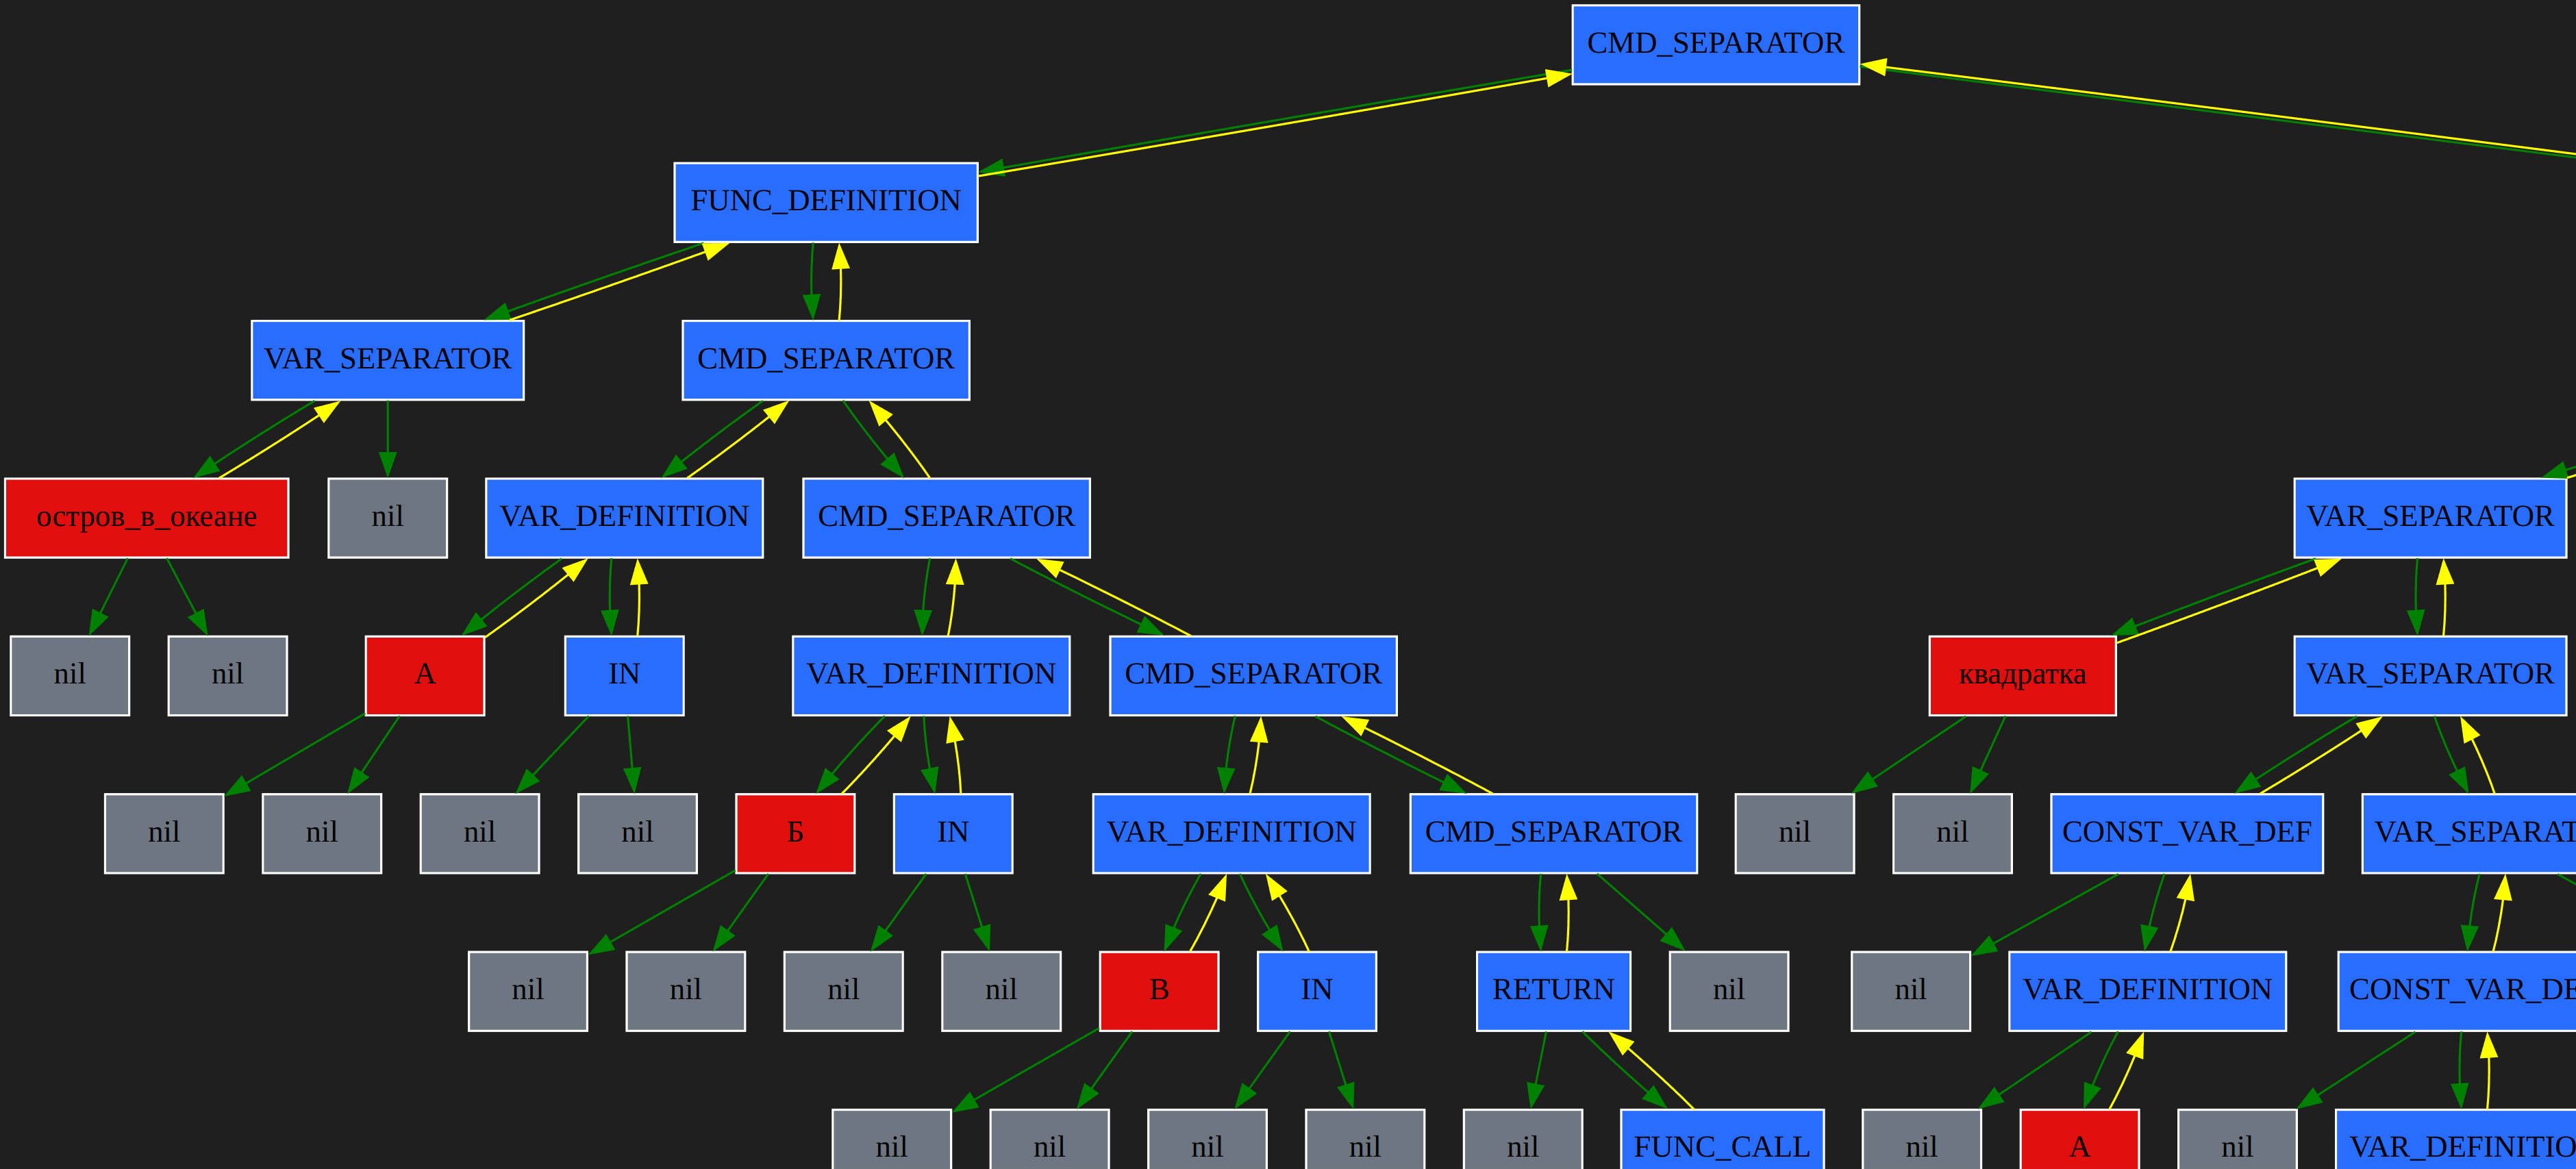 CMD_SEPARATOR
FUNC_DEFINITION
VAR_SEPARATOR
CMD_SEPARATOR
остров_в_океане
nil
VAR_DEFINITION
CMD_SEPARATOR
VAR_SEPARATOR
nil
nil
А
IN
VAR_DEFINITION
CMD_SEPARATOR
квадратка
VAR_SEPARATOR
nil
nil
nil
nil
Б
IN
VAR_DEFINITION
CMD_SEPARATOR
nil
nil
CONST_VAR_DEF
VAR_SEPARAT
nil
nil
nil
nil
В
IN
RETURN
nil
nil
VAR_DEFINITION
CONST_VAR_DE
nil
nil
nil
nil
nil
FUNC_CALL
nil
А
nil
VAR_DEFINITIO